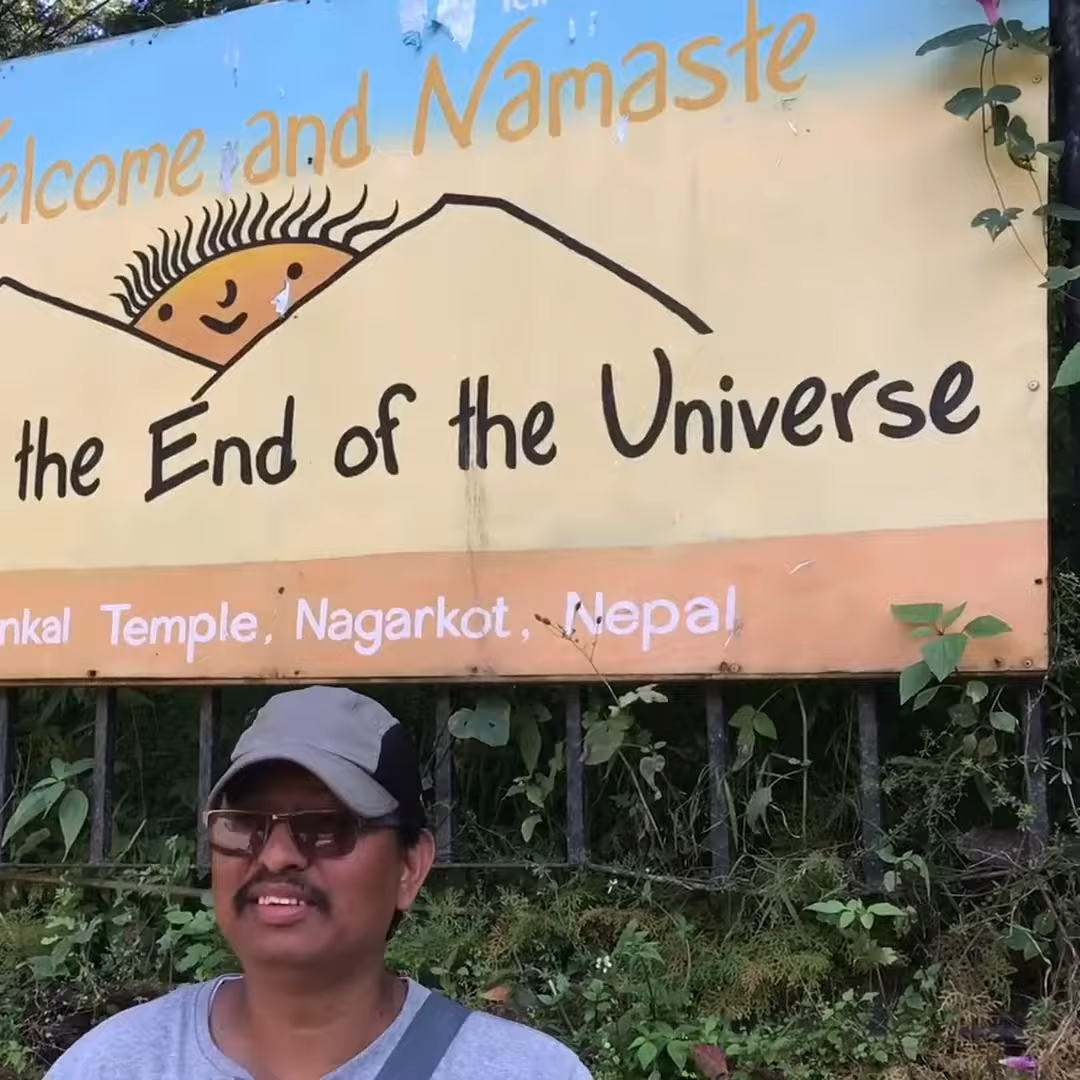 elcome and Namaste
the End of the Universe
nkal Temple, Nagarkot, Nepal